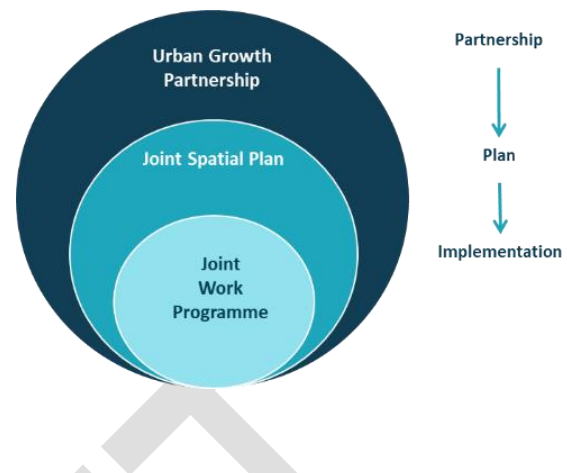 Urban Growth
Partnership
Joint Spatial Plan
Joint
Work
Programme
Partnership
Plan
Implementation